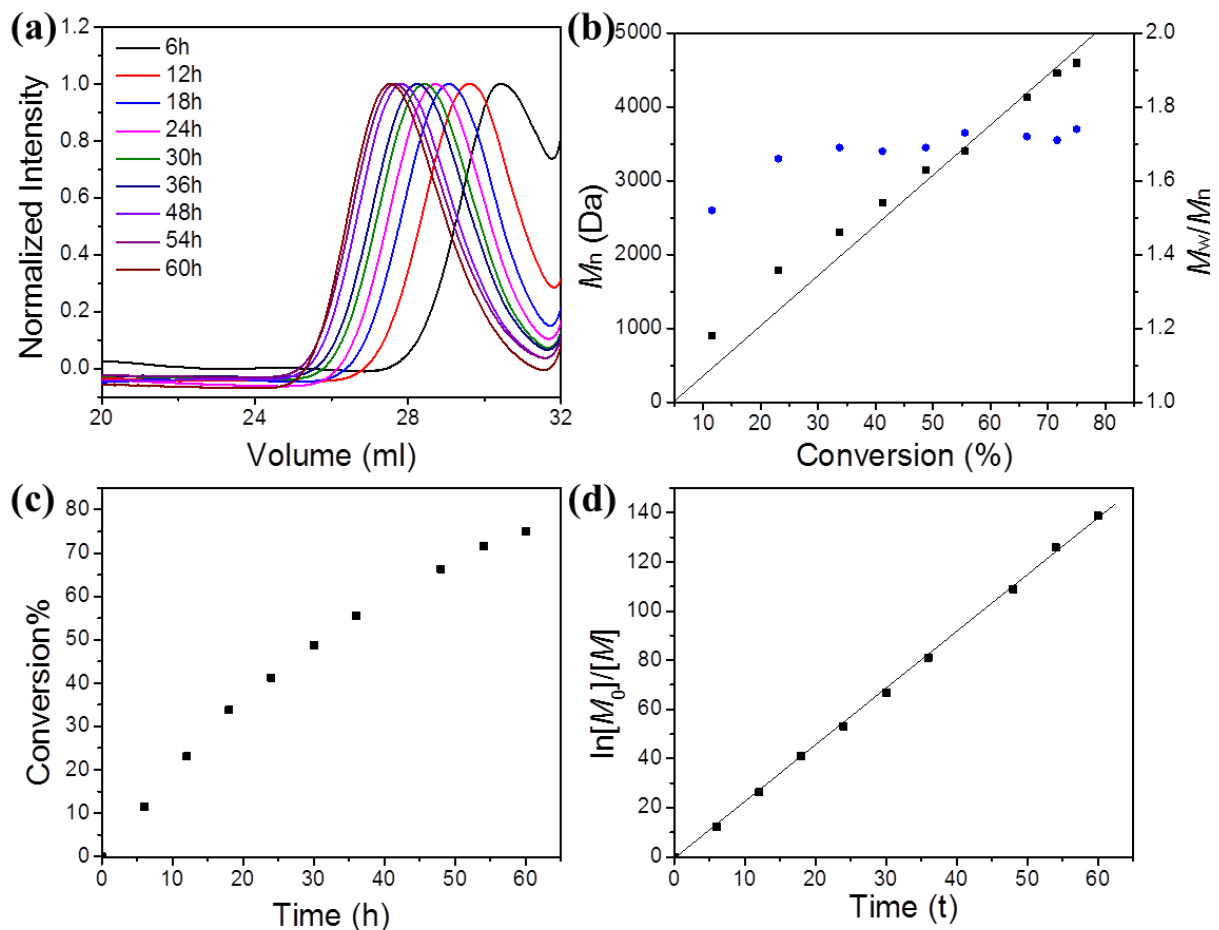 (a)
Normalized Intensity
1.2
1.0
0.8
0.6
0.4
0.2
0.0
6h
12h
18h
24h
30h
36h
48h
54h
60h
20 24 28 32
Volume (ml)
(b)
Mn (Da)
5000
4000
3000
2000
1000
0
2.0
1.8
1.6
1.4
1.2
1.0
Mw/Mn
10 20 30 40 50 60 70 80
Conversion (%)
(c)
Conversion%
80
70
60
50
40
30
20
10
0
0 10 20 30 40 50 60
Time (h)
(d)
ln[M0]/[M]
140
120
100
80
60
40
20
0
0 10 20 30 40 50 60
Time (t)